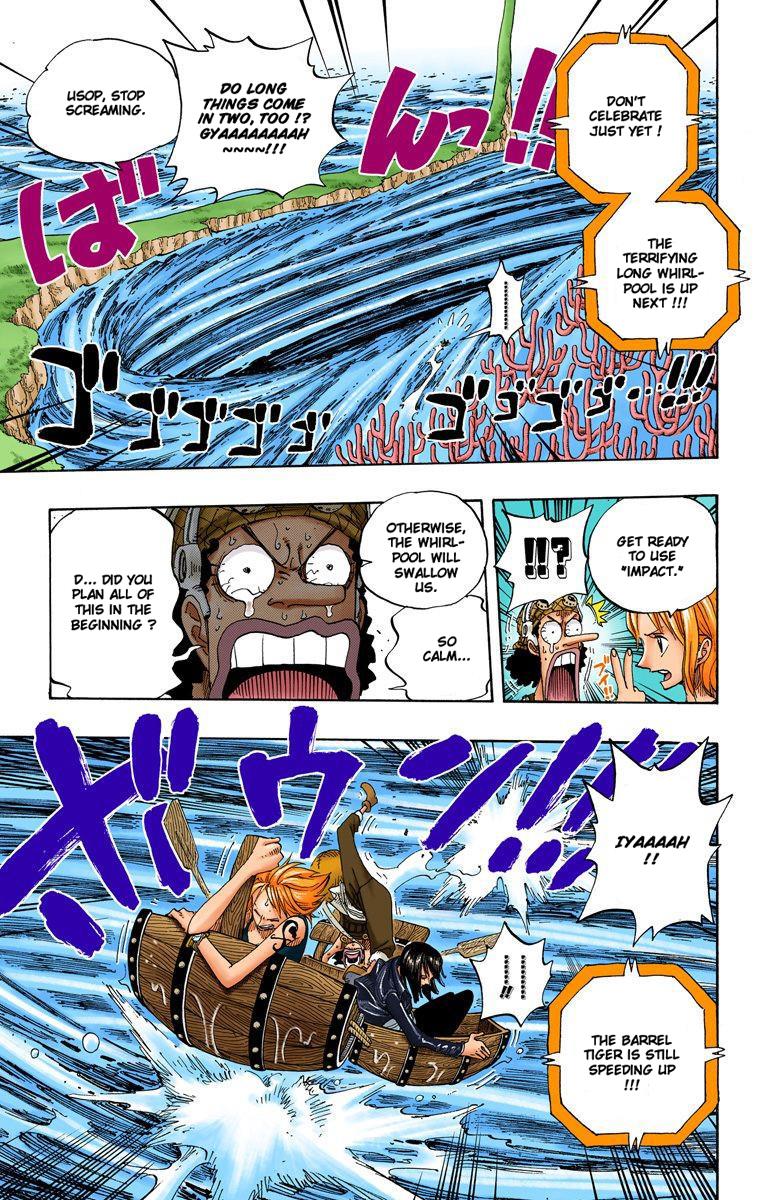 DON'T
CELEBRATE
JUST YET !
THE
TERRIFYING
LONG WHIRL-
POOL IS UP
NEXT !!!
DO LONG
THINGS COME
IN TWO, TOO !?
GYAAAAAAAAH
~~~~!!!
USOP, STOP
SCREAMING.
ばんっ!!
ゴゴゴゴ…!!!
ゴゴゴゴゴ
GET READY
TO USE
"IMPACT."
!!?
ブイ!!
OTHERWISE,
THE WHIRL-
POOL WILL
SWALLOW
US.
SO
CALM...
D... DID YOU
PLAN ALL OF
THIS IN THE
BEGINNING ?
ボウン!!!
IYAAAAH
!!
THE BARREL
TIGER IS STILL
SPEEDING UP
!!!